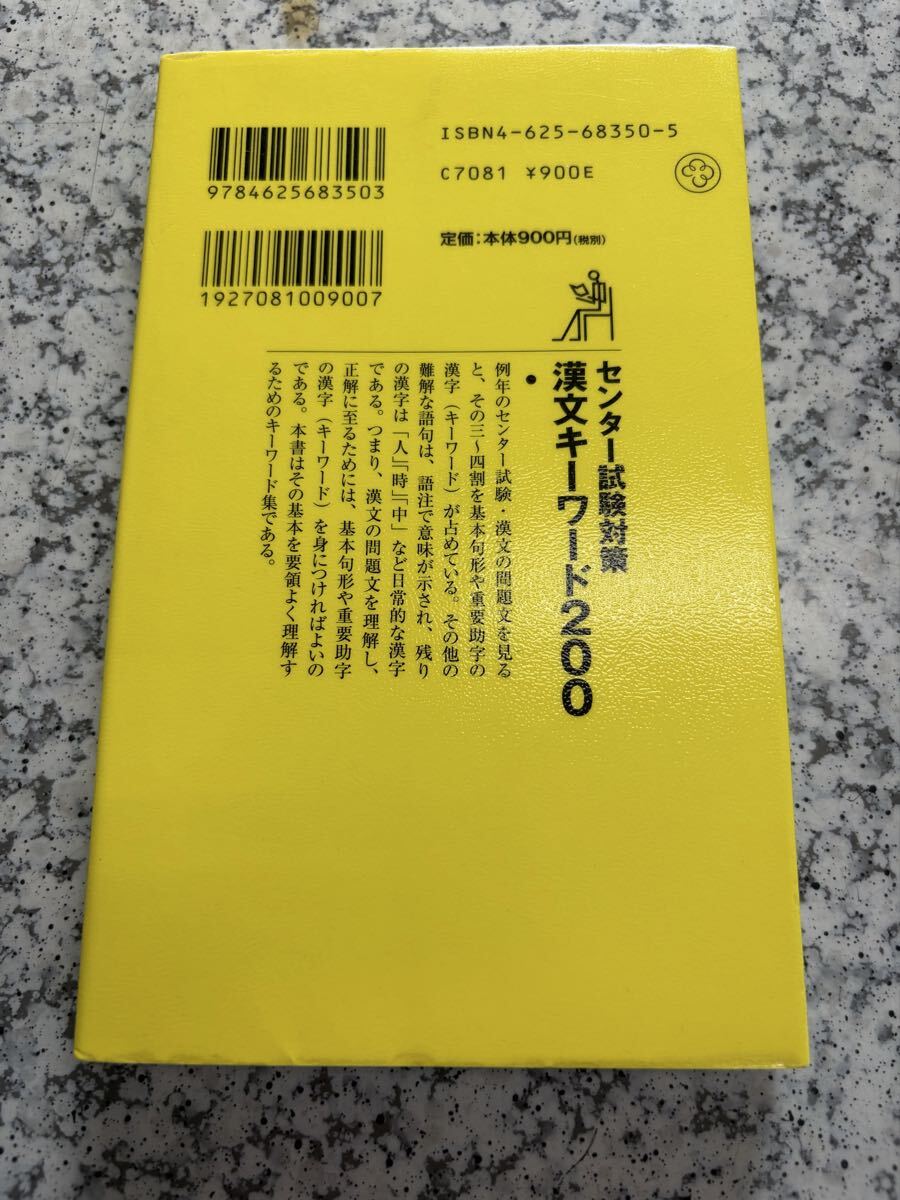 ISBN4-625-68350-5
C7081 ¥900E
9784625683503
定価：本体900円(税別)
1927081009007
センター試験対策
漢文キーワード200
例年のセンター試験・漢文の問題文を見る
と、その三〜四割を基本句形や重要助字の
漢字（キーワード）が占めている。その他の
難解な語句は、語注で意味が示され、残り
の漢字は「人」「時」「中」など日常的な漢字
である。つまり、漢文の問題文を理解し、
正解に至るためには、基本句形や重要助字
の漢字（キーワード）を身につければよいの
である。本書はその基本を要領よく理解す
るためのキーワード集である。